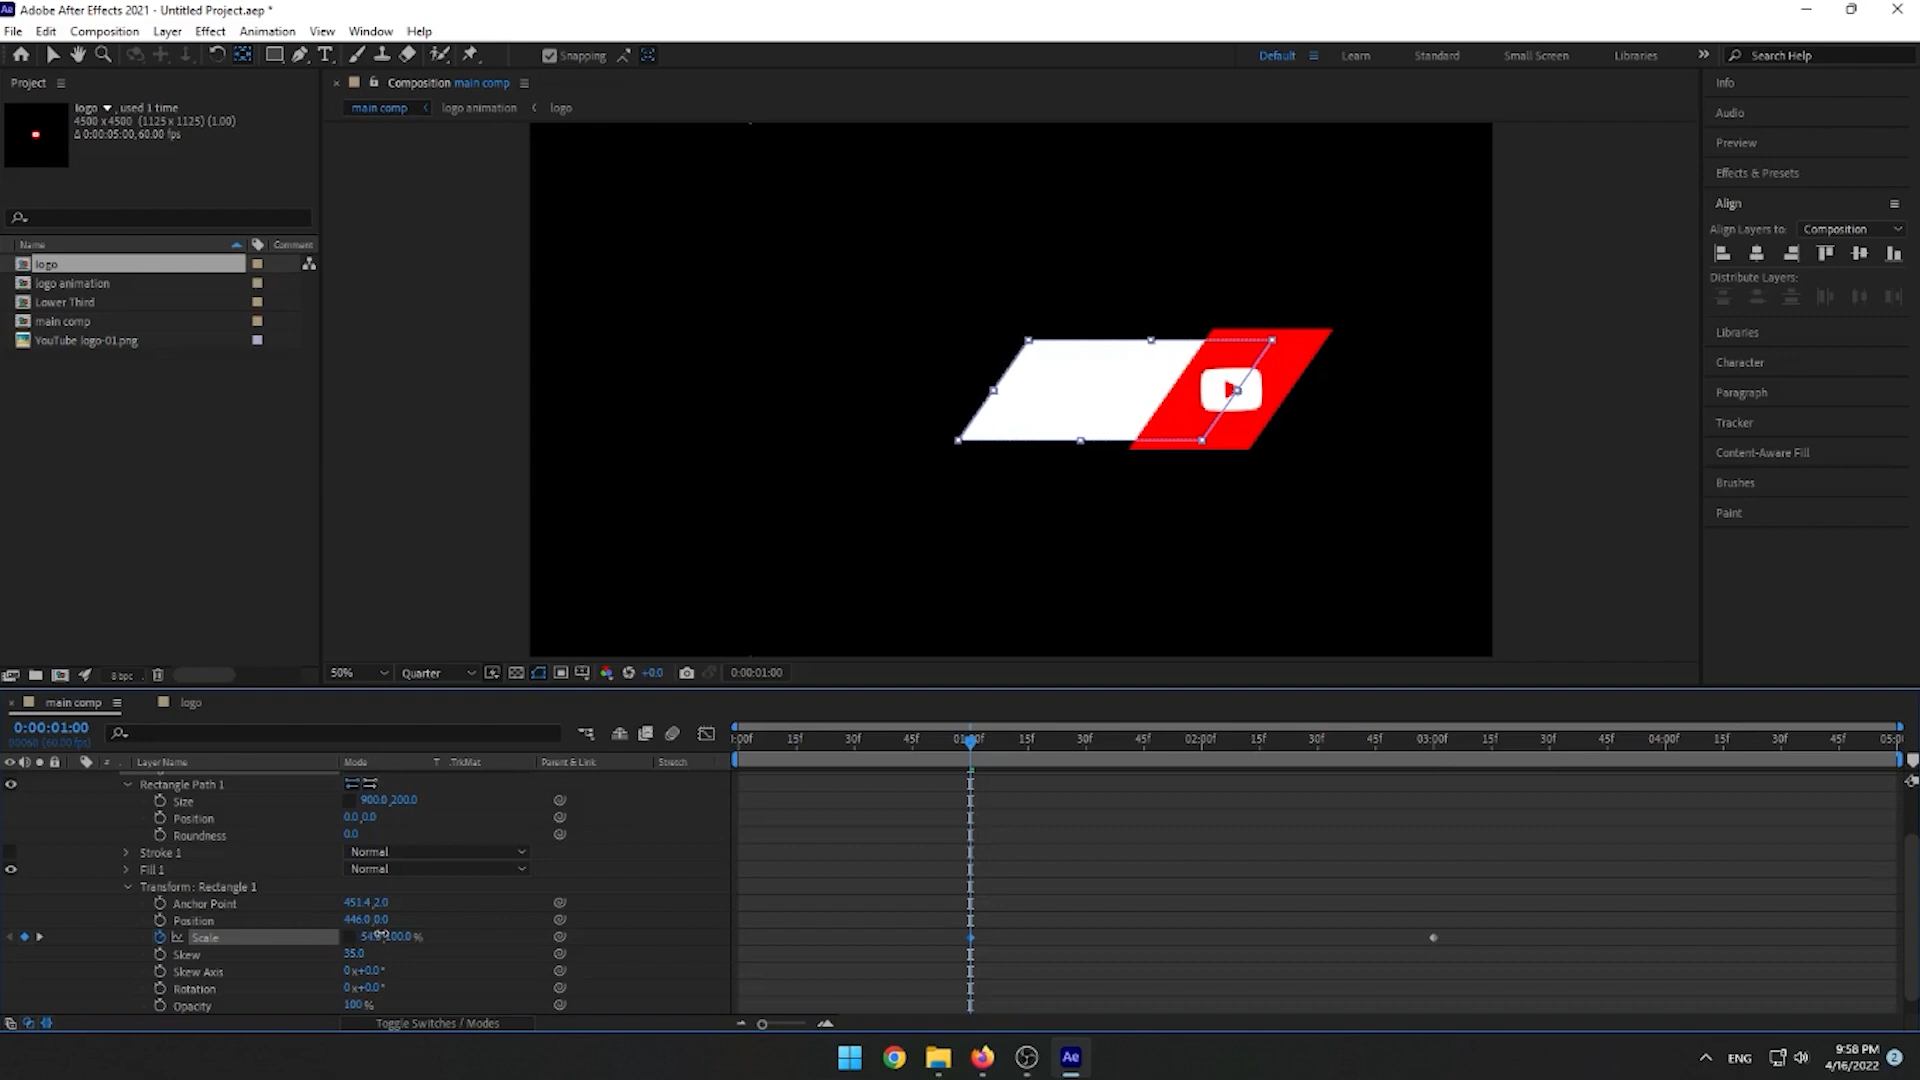 Adobe After Effects 2021 - Untitled Project.aep *
File Edit Composition Layer Effect Animation View Window Help
Snapping
Default Learn Standard Small Screen Libraries
Search Help
Project
logo , used 1 time
4500 x 4500 (1125 x 1125) (1.00)
Δ 0:00:05:00, 60.00 fps
Composition main comp
main comp logo animation logo
Name Comment
logo
logo animation
Lower Third
main comp
YouTube logo-01.png
8 bpc
50% Quarter +0.0 0:00:01:00
Info
Audio
Preview
Effects & Presets
Align
Align Layers to: Composition
Distribute Layers:
Libraries
Character
Paragraph
Tracker
Content-Aware Fill
Brushes
Paint
main comp logo
0:00:01:00
00060 (60.00 fps)
:00f 15f 30f 45f 01:00f 15f 30f 45f 02:00f 15f 30f 45f 03:00f 15f 30f 45f 04:00f 15f 30f 45f 05:0
# Layer Name Mode T .TrkMat Parent & Link Stretch
Rectangle Path 1
Size 900.0,200.0
Position 0.0,0.0
Roundness 0.0
Stroke 1 Normal
Fill 1 Normal
Transform : Rectangle 1
Anchor Point 451.4,2.0
Position 446.0,0.0
Scale 100.0 %
Skew 35.0
Skew Axis 0 x+0.0°
Rotation 0 x+0.0°
Opacity 100 %
Toggle Switches / Modes
Ae
ENG
9:58 PM
4/16/2022
2